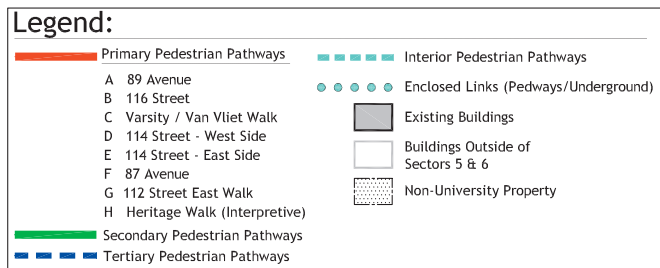 Legend:
Primary Pedestrian Pathways
A 89 Avenue
B 116 Street
C Varsity / Van Vliet Walk
D 114 Street - West Side
E 114 Street - East Side
F 87 Avenue
G 112 Street East Walk
H Heritage Walk (Interpretive)
Secondary Pedestrian Pathways
Tertiary Pedestrian Pathways
Interior Pedestrian Pathways
Enclosed Links (Pedways/Underground)
Existing Buildings
Buildings Outside of
Sectors 5 & 6
Non-University Property